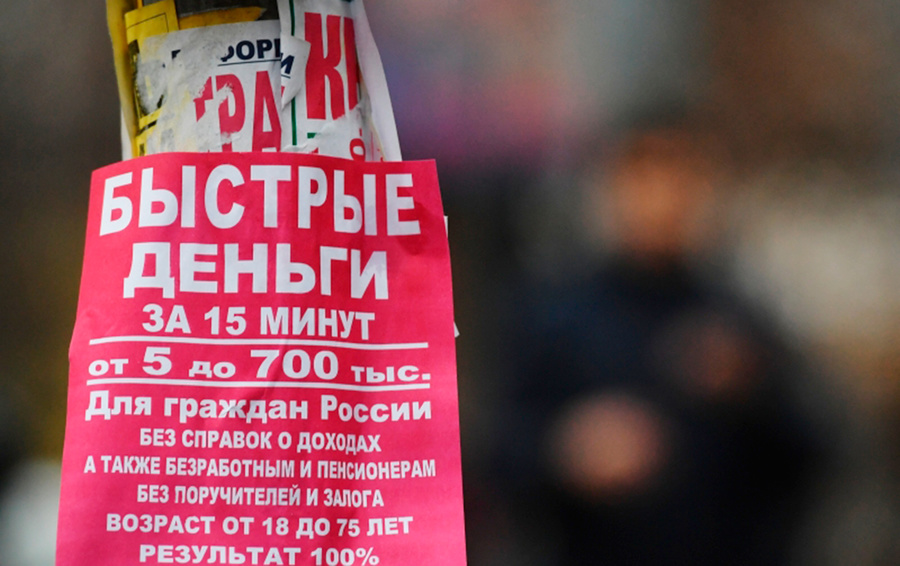 БЫСТРЫЕ
ДЕНЬГИ
ЗА 15 МИНУТ
от 5 до 700 тыс.
Для граждан России
БЕЗ СПРАВОК О ДОХОДАХ
А ТАКЖЕ БЕЗРАБОТНЫМ И ПЕНСИОНЕРАМ
БЕЗ ПОРУЧИТЕЛЕЙ И ЗАЛОГА
ВОЗРАСТ ОТ 18 ДО 75 ЛЕТ
РЕЗУЛЬТАТ 100%